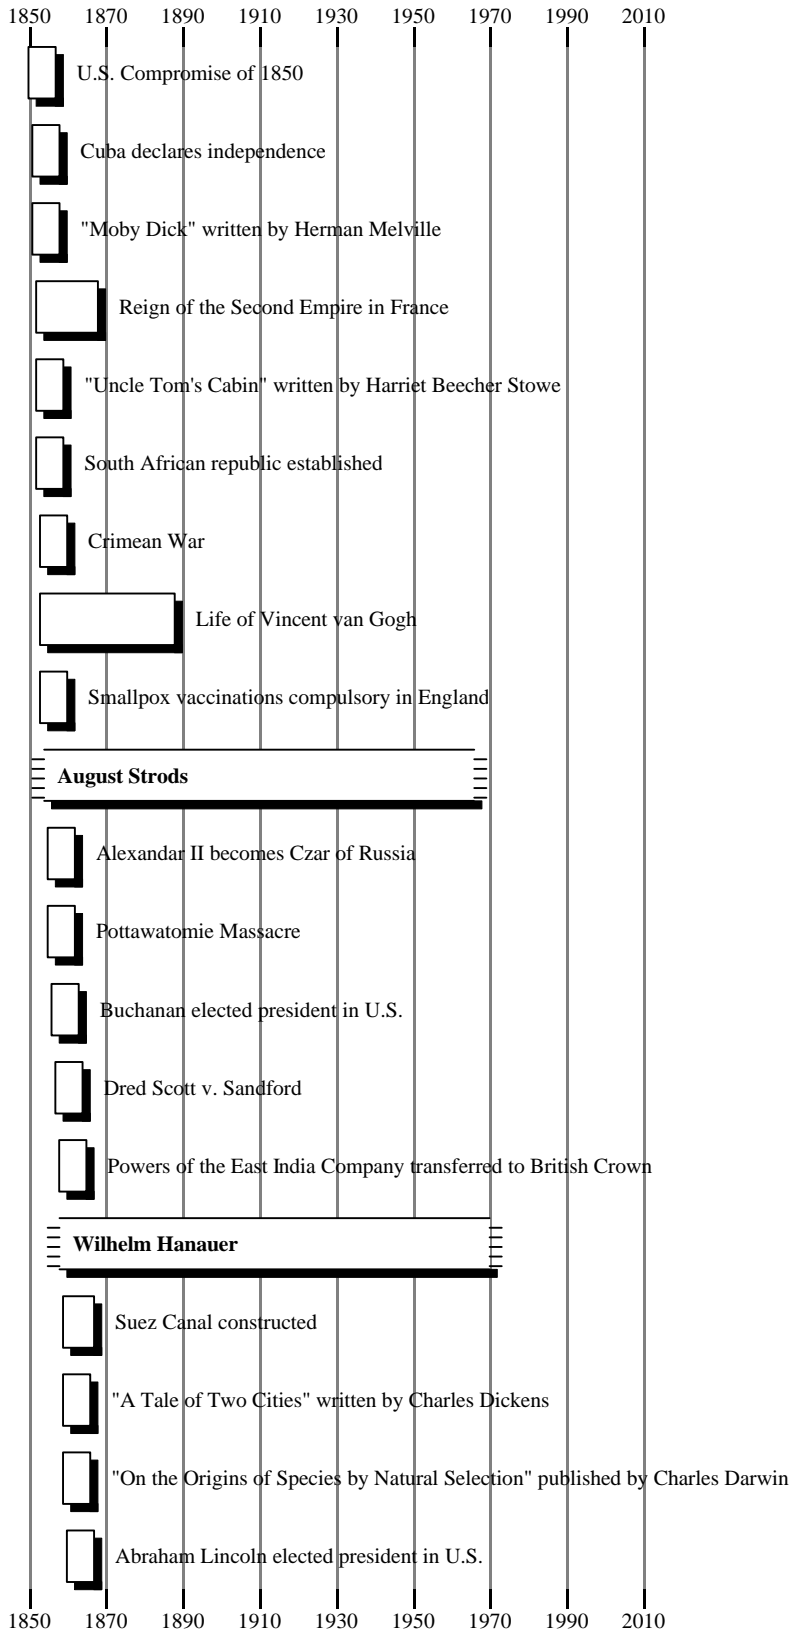 1850 1870 1890 1910 1930 1950 1970 1990 2010
U.S. Compromise of 1850
Cuba declares independence
"Moby Dick" written by Herman Melville
Reign of the Second Empire in France
"Uncle Tom's Cabin" written by Harriet Beecher Stowe
South African republic established
Crimean War
Life of Vincent van Gogh
Smallpox vaccinations compulsory in England
August Strods
Alexandar II becomes Czar of Russia
Pottawatomie Massacre
Buchanan elected president in U.S.
Dred Scott v. Sandford
Powers of the East India Company transferred to British Crown
Wilhelm Hanauer
Suez Canal constructed
"A Tale of Two Cities" written by Charles Dickens
"On the Origins of Species by Natural Selection" published by Charles Darwin
Abraham Lincoln elected president in U.S.
1850 1870 1890 1910 1930 1950 1970 1990 2010